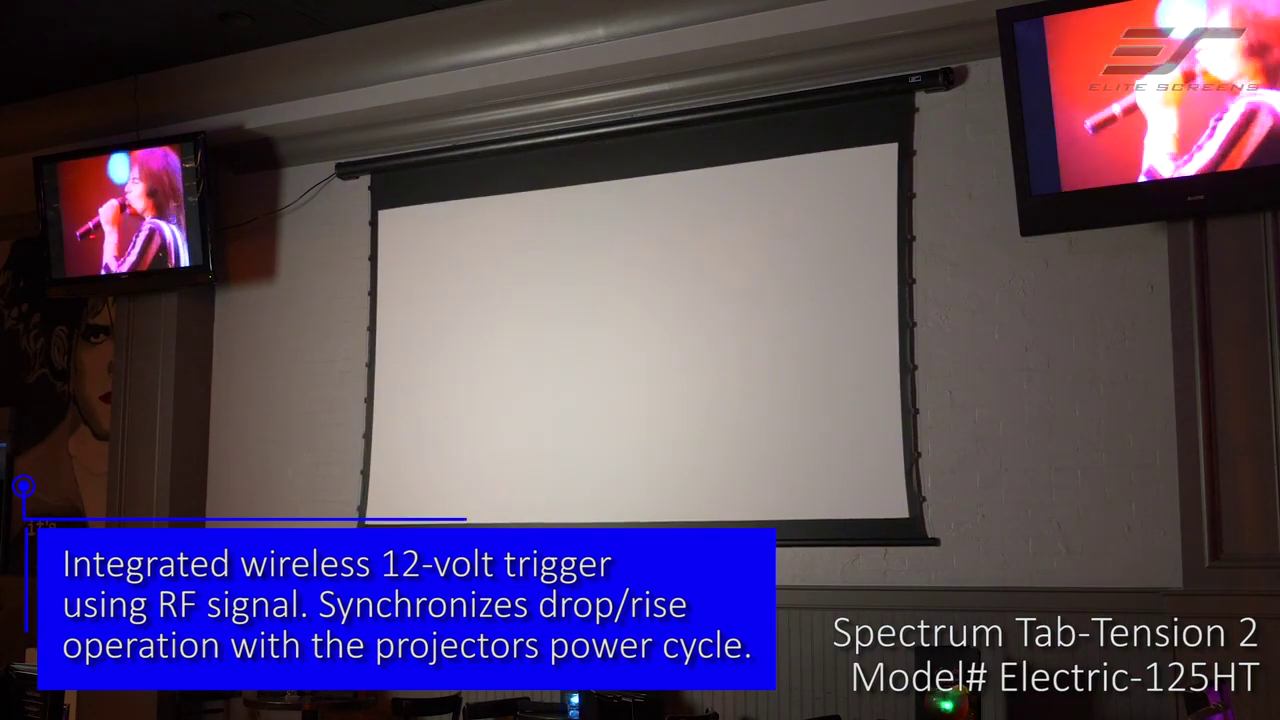 ELITE SCREENS
it's
Integrated wireless 12-volt trigger
using RF signal. Synchronizes drop/rise
operation with the projectors power cycle.
Spectrum Tab-Tension 2
Model# Electric-125HT